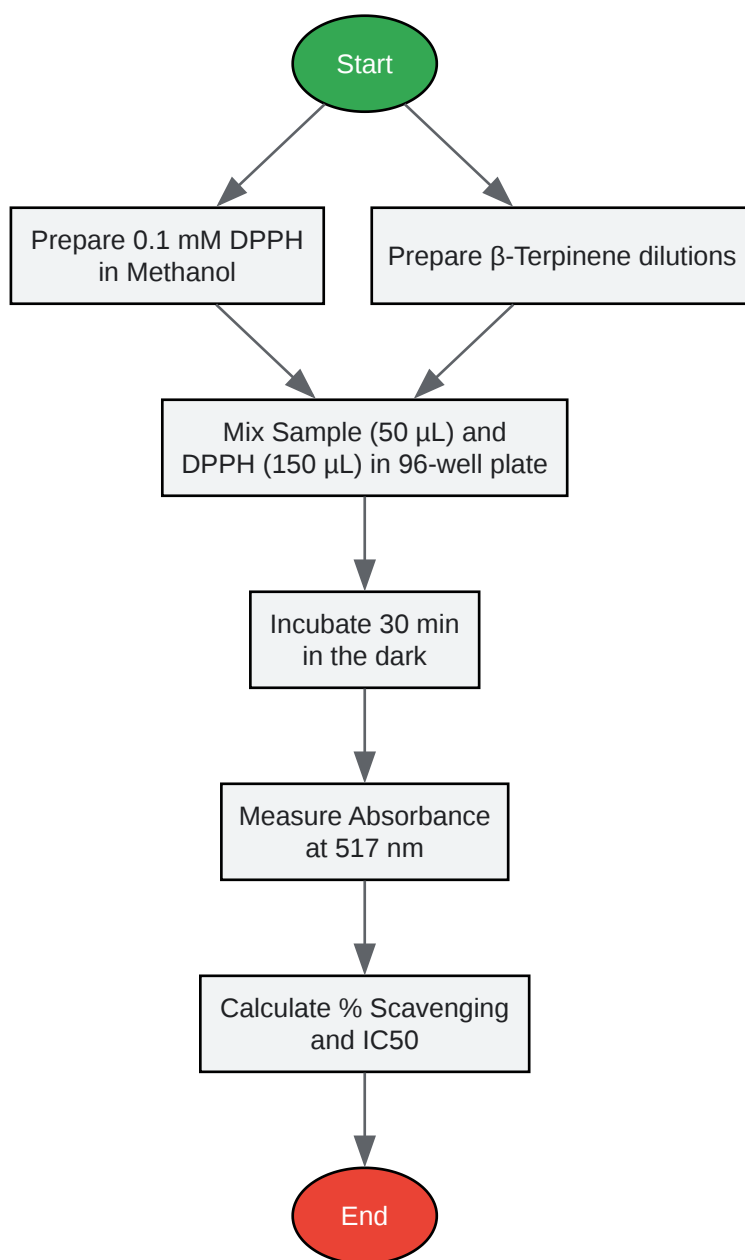 Start
Prepare 0.1 mM DPPH
in Methanol
Prepare β-Terpinene dilutions
Mix Sample (50 µL) and
DPPH (150 µL) in 96-well plate
Incubate 30 min
in the dark
Measure Absorbance
at 517 nm
Calculate % Scavenging
and IC50
End